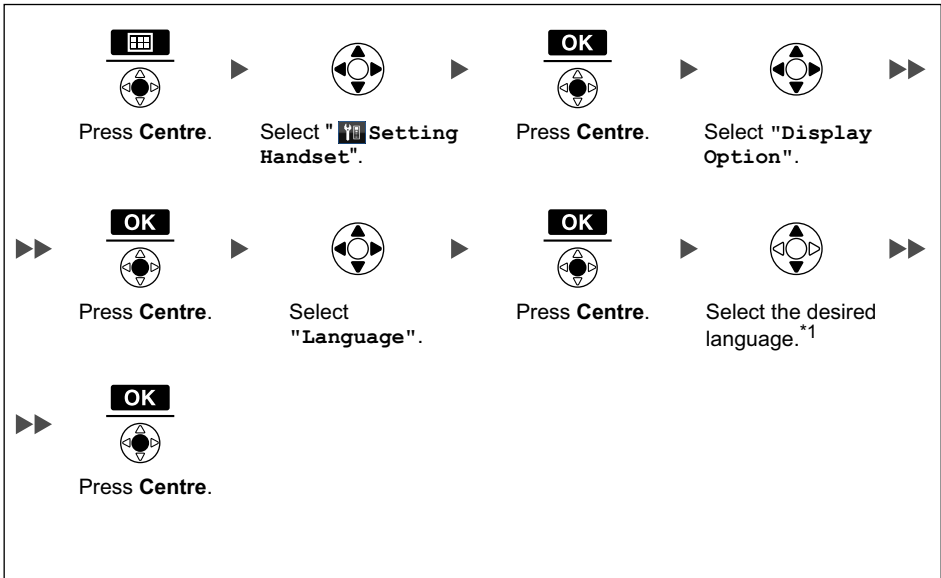 OK
Press Centre.
Select " Setting
Handset".
Press Centre.
Select "Display
Option".
OK
OK
Press Centre.
Select
"Language".
Press Centre.
Select the desired
language.*1
OK
Press Centre.